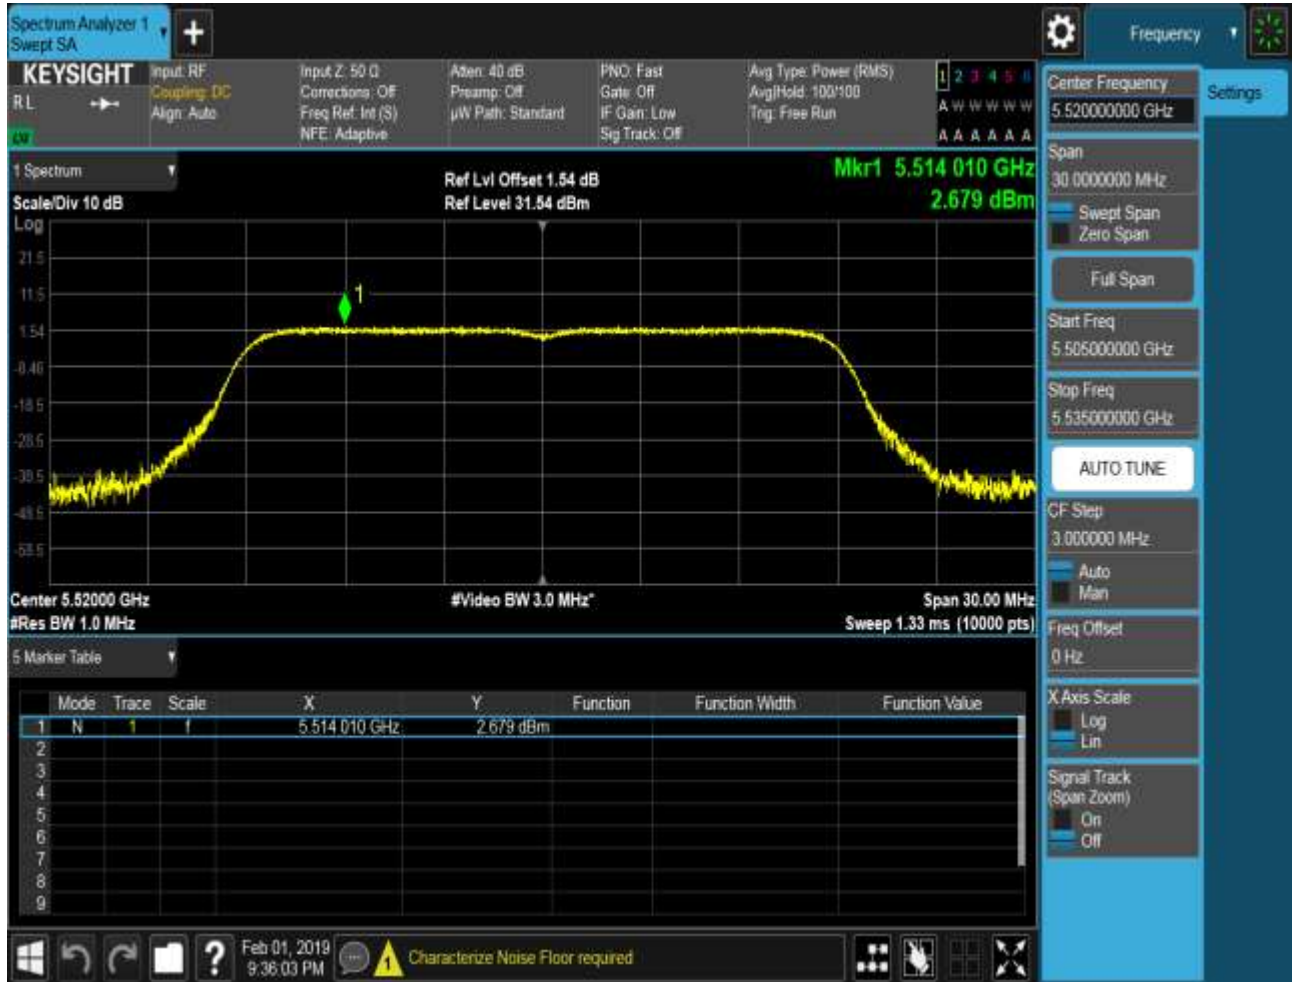 Spectrum Analyzer 1
Swept SA
+
Frequency
KEYSIGHT
RL
Input: RF
Coupling: DC
Align: Auto
Input Z: 50 Ω
Corrections: Off
Freq Ref: Int (S)
NFE: Adaptive
Atten: 40 dB
Preamp: Off
µW Path: Standard
PNO: Fast
Gate: Off
IF Gain: Low
Sig Track: Off
Avg Type: Power (RMS)
Avg|Hold: 100/100
Trig: Free Run
1 2 3 4 5 6
A W W W W W
A A A A A A
1 Spectrum
Scale/Div 10 dB
Log
Ref Lvl Offset 1.54 dB
Ref Level 31.54 dBm
Mkr1 5.514 010 GHz
2.679 dBm
21.5
11.5
1
1.54
-8.46
-18.5
-28.5
-38.5
-48.5
-58.5
Center 5.52000 GHz
#Res BW 1.0 MHz
#Video BW 3.0 MHz*
Span 30.00 MHz
Sweep 1.33 ms (10000 pts)
5 Marker Table
Mode Trace Scale X Y Function Function Width Function Value
1 N 1 f 5.514 010 GHz 2.679 dBm
2
3
4
5
6
7
8
9
Feb 01, 2019
9:36:03 PM
1
Characterize Noise Floor required
Settings
Center Frequency
5.520000000 GHz
Span
30.0000000 MHz
Swept Span
Zero Span
Full Span
Start Freq
5.505000000 GHz
Stop Freq
5.535000000 GHz
AUTO TUNE
CF Step
3.000000 MHz
Auto
Man
Freq Offset
0 Hz
X Axis Scale
Log
Lin
Signal Track
(Span Zoom)
On
Off